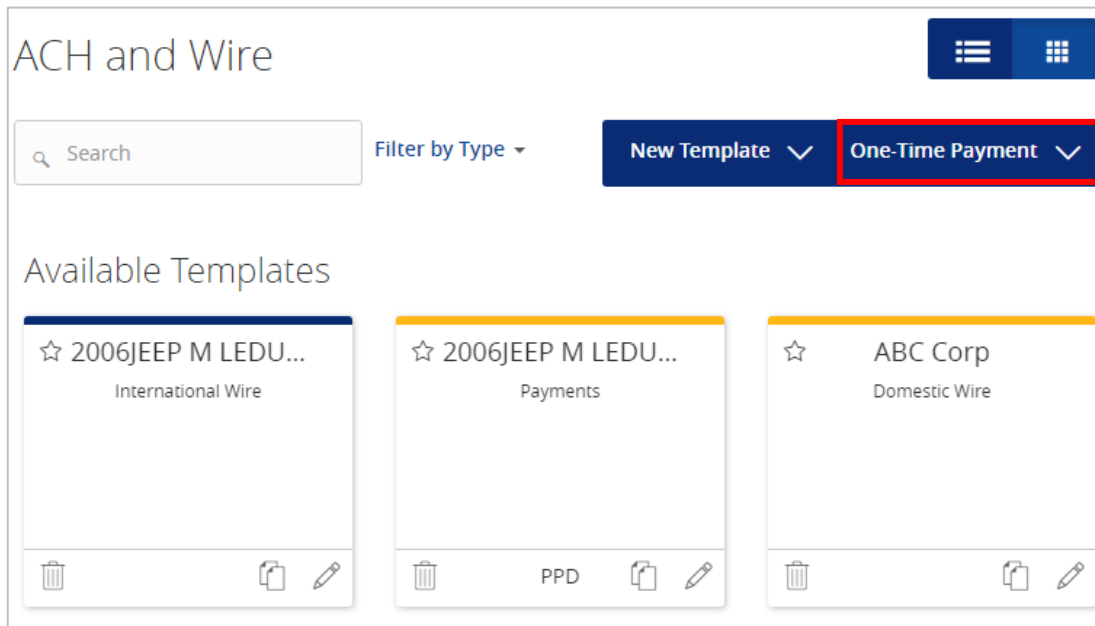 ACH and Wire
Search
Filter by Type
New Template
One-Time Payment
Available Templates
2006JEEP M LEDU...
International Wire
2006JEEP M LEDU...
Payments
PPD
ABC Corp
Domestic Wire